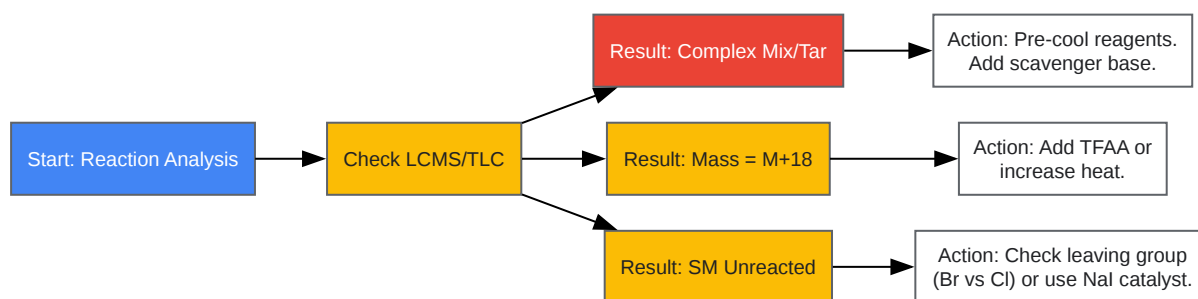 Start: Reaction Analysis
Check LCMS/TLC
Result: Complex Mix/Tar
Action: Pre-cool reagents.
Add scavenger base.
Result: Mass = M+18
Action: Add TFAA or
increase heat.
Result: SM Unreacted
Action: Check leaving group
(Br vs Cl) or use NaI catalyst.